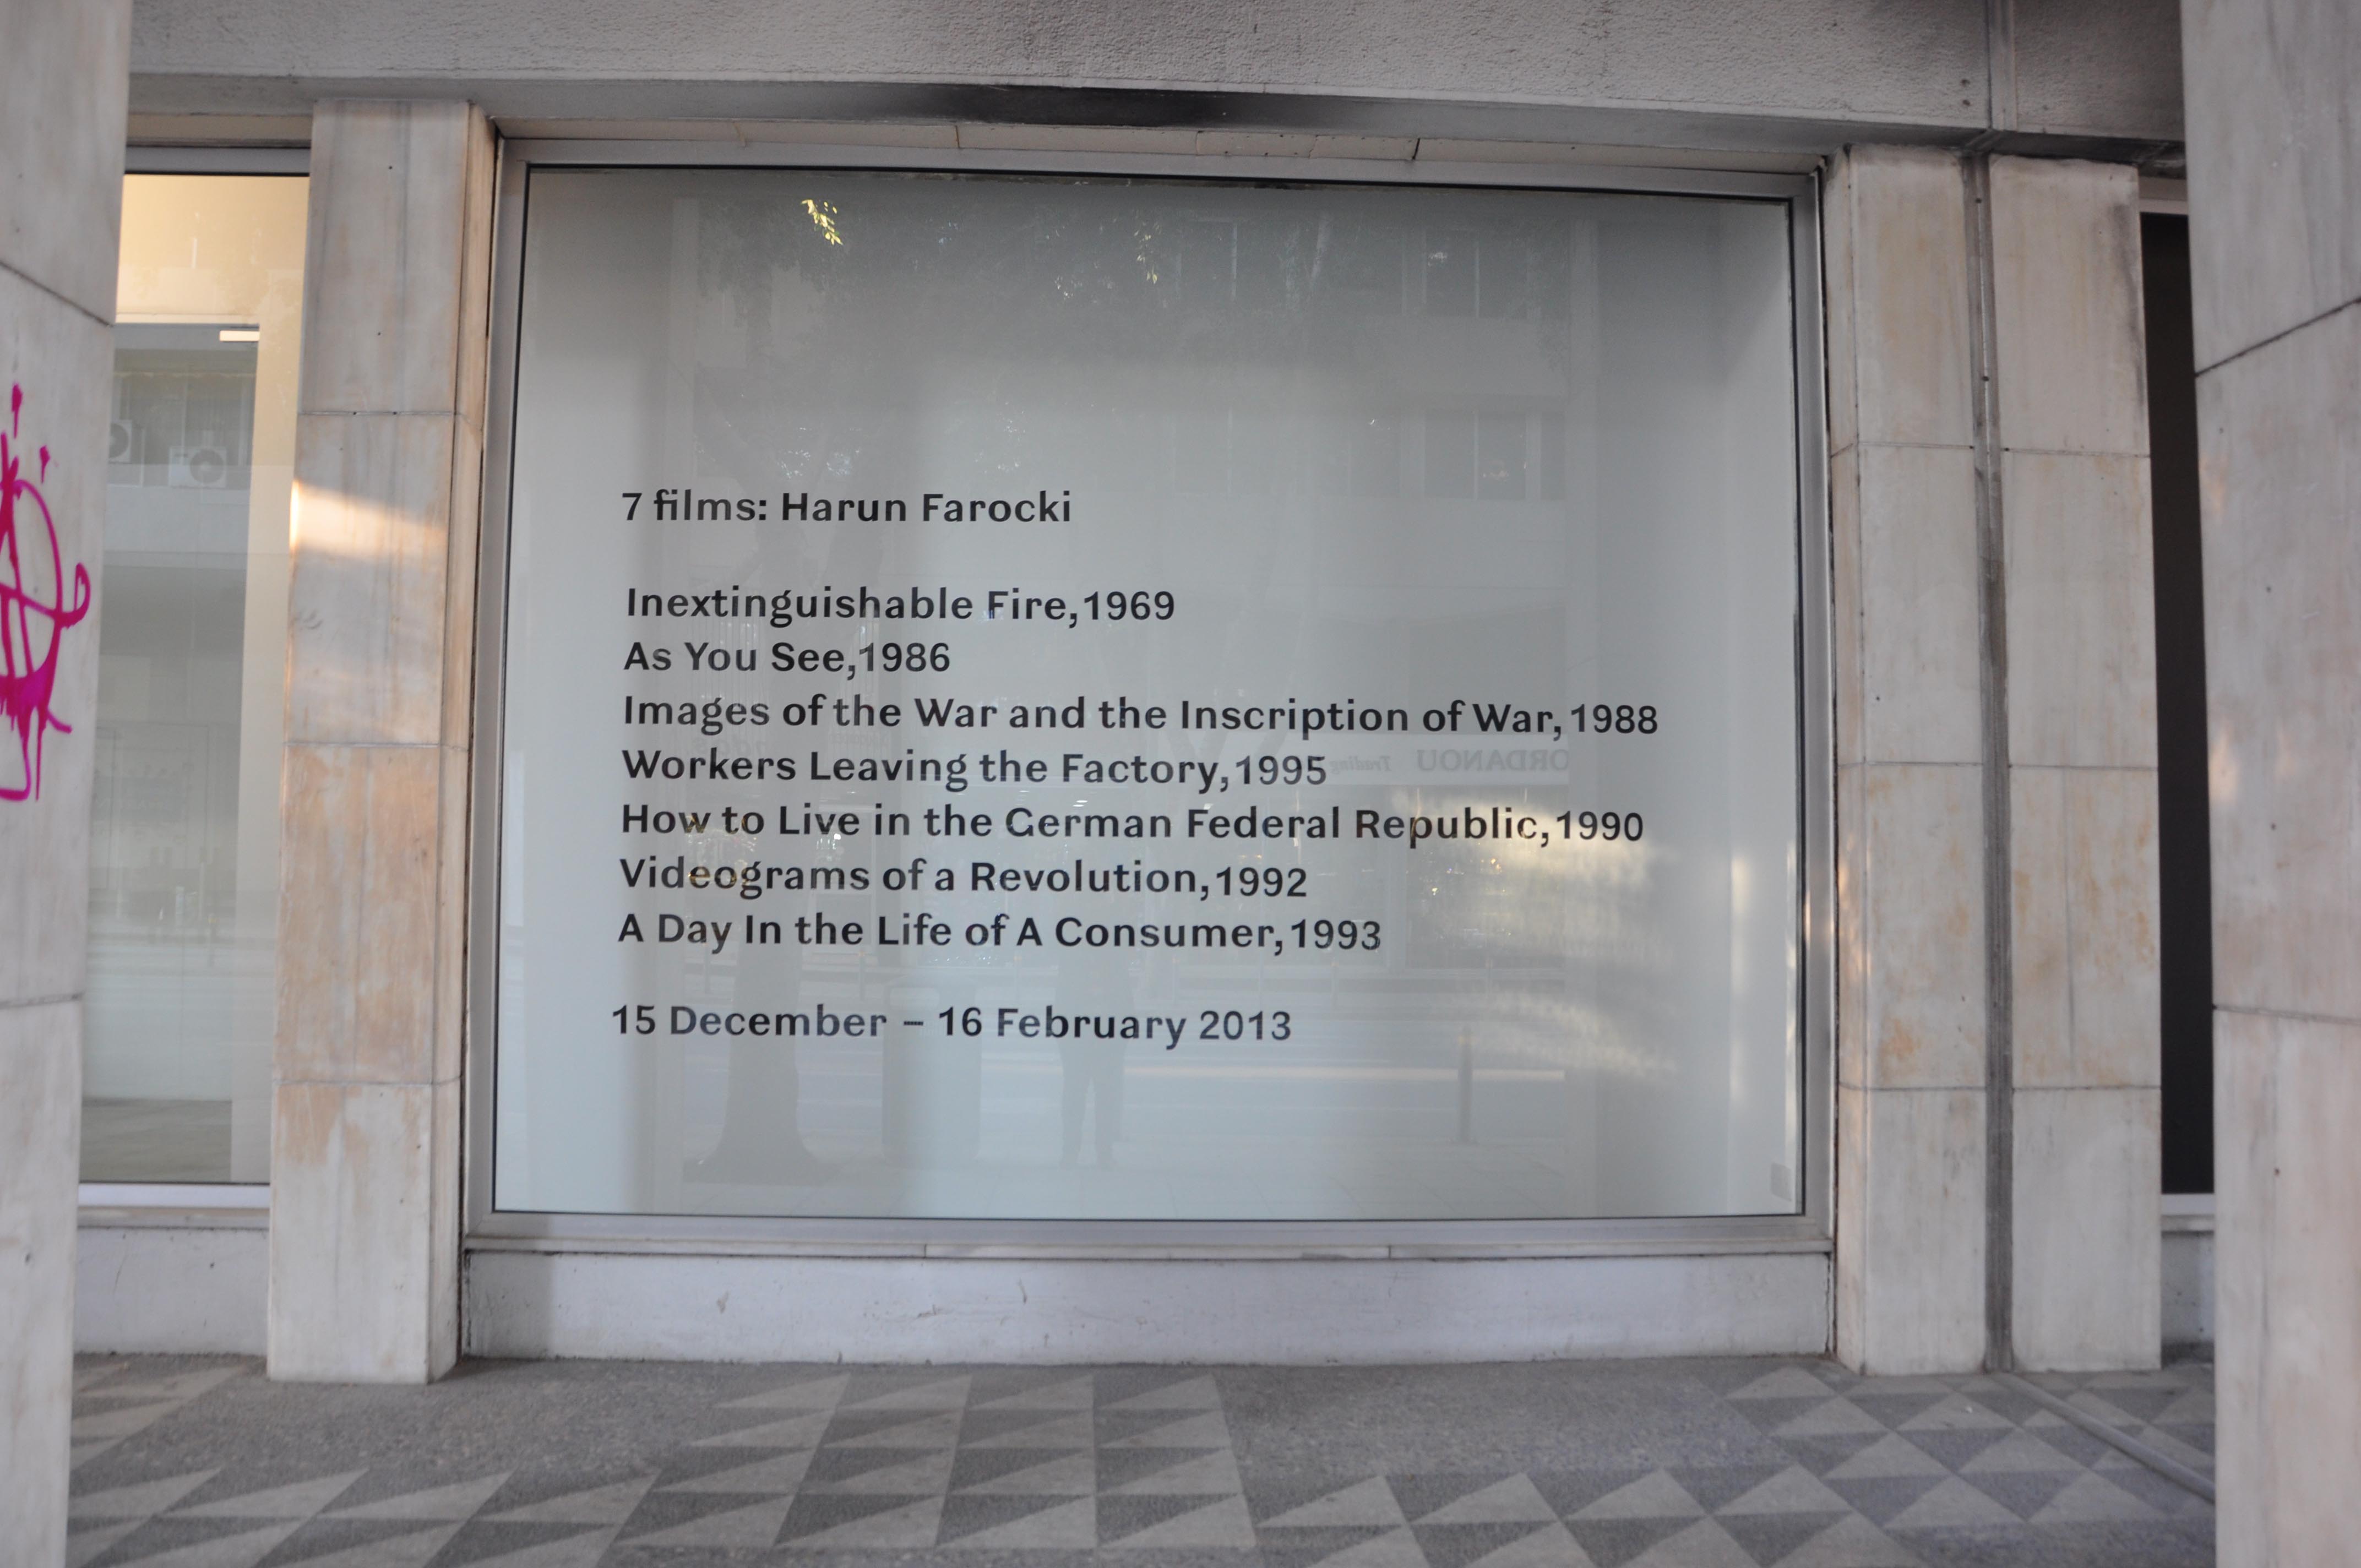 7 films: Harun Farocki
Inextinguishable Fire,1969
As You See,1986
Images of the War and the Inscription of War,1988
Workers Leaving the Factory,1995
How to Live in the German Federal Republic,1990
Videograms of a Revolution,1992
A Day In the Life of A Consumer,1993
15 December – 16 February 2013
ORDANOU Trading